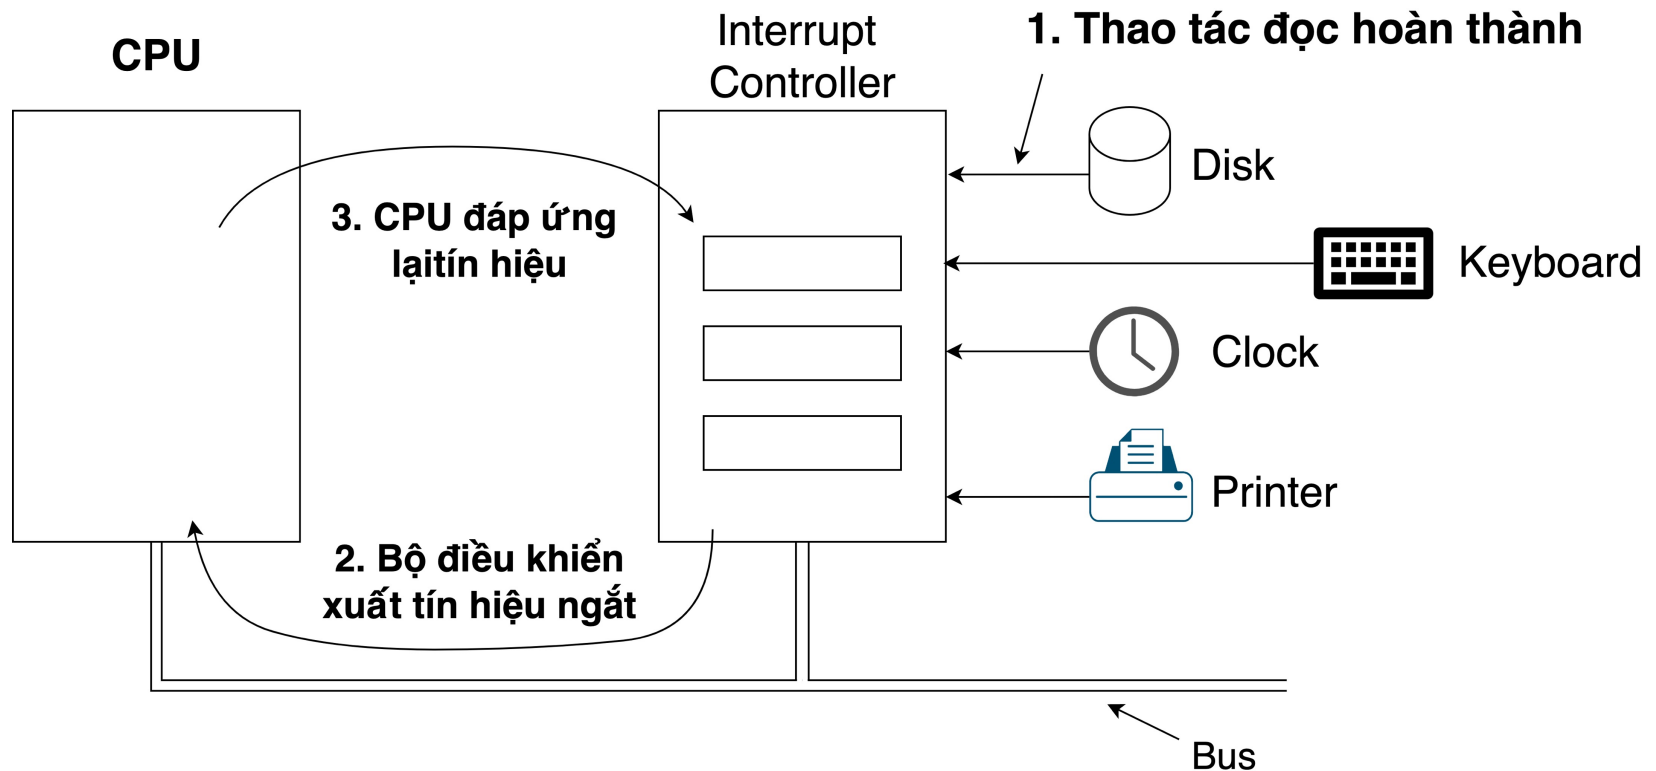 CPU
Interrupt
Controller
1. Thao tác đọc hoàn thành
Disk
3. CPU đáp ứng
lạitín hiệu
Keyboard
Clock
Printer
2. Bộ điều khiển
xuất tín hiệu ngắt
Bus